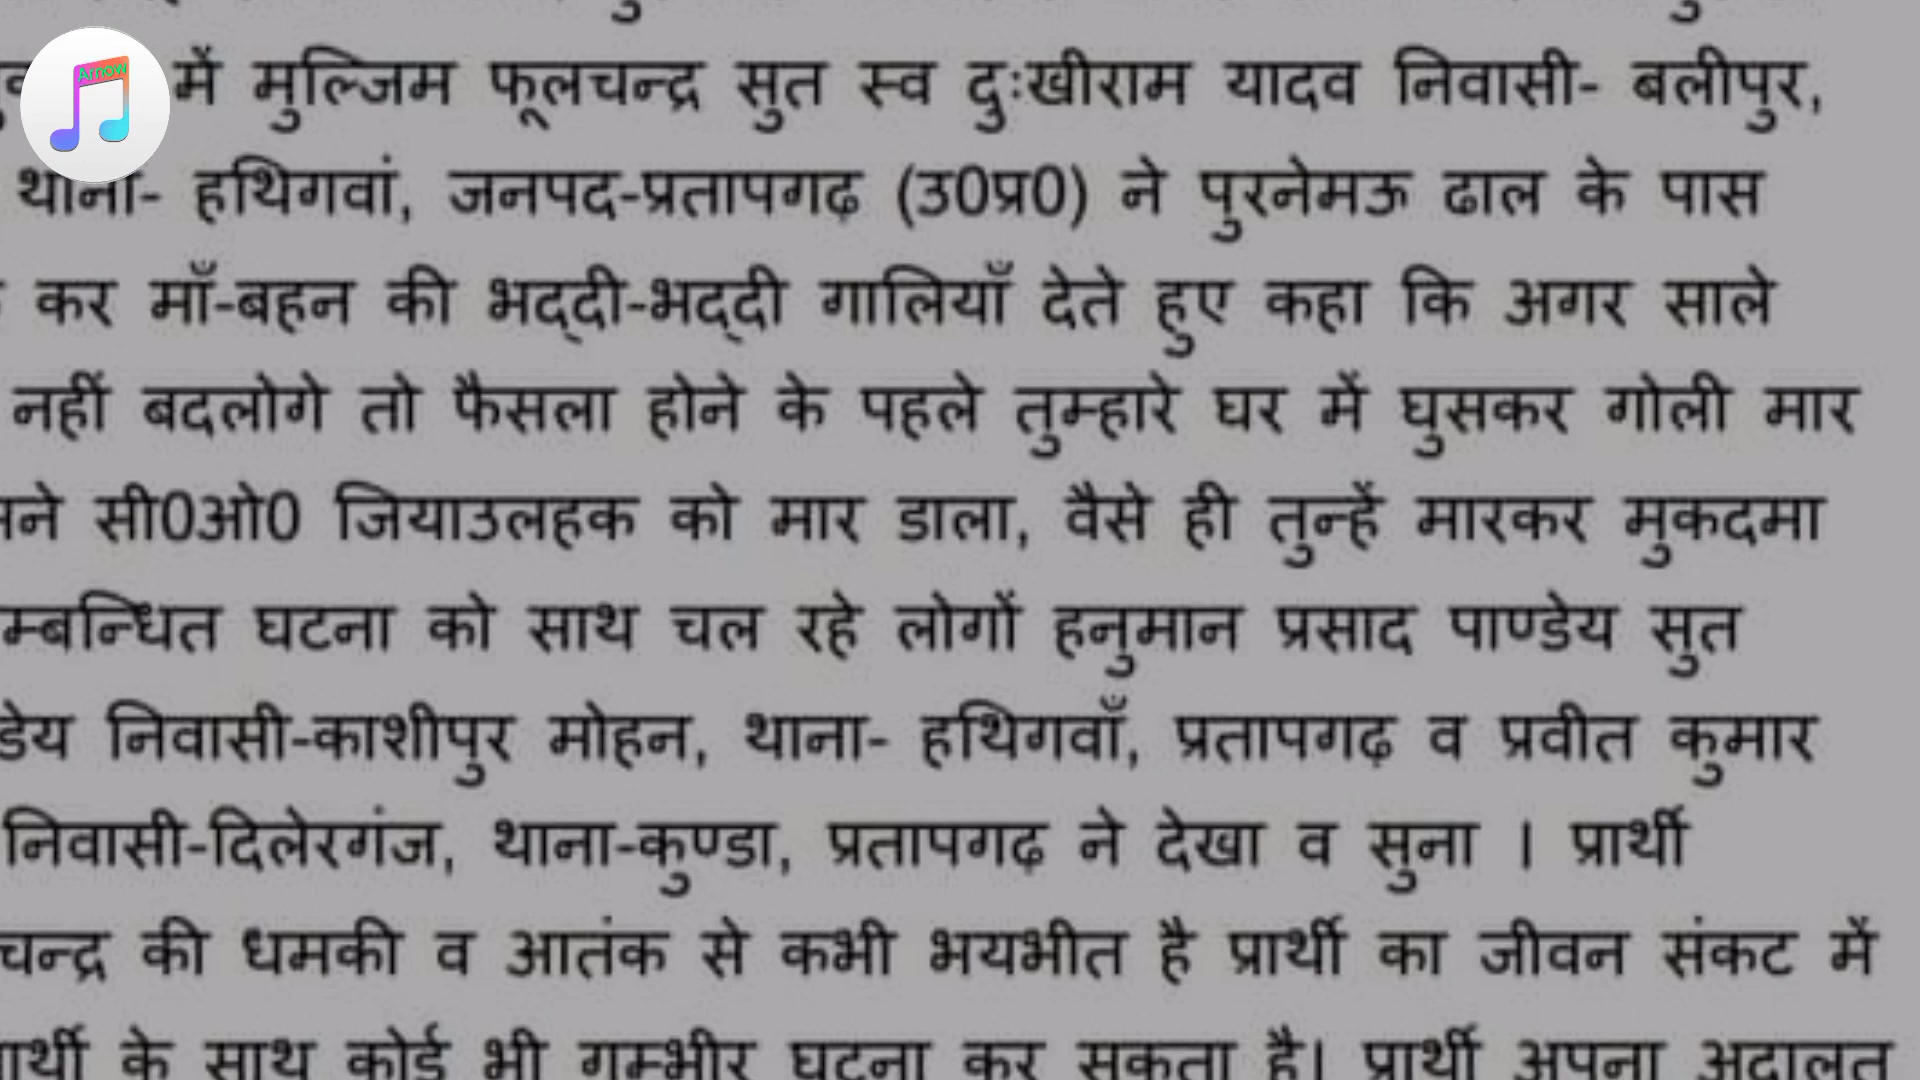 Arnow
में मुल्जिम फूलचन्द्र सुत स्व दुःखीराम यादव निवासी- बलीपुर,
थाना- हथिगवां, जनपद-प्रतापगढ़ (उ0प्र0) ने पुरनेमऊ ढाल के पास
कर माँ-बहन की भद्‌दी-भद्‌दी गालियाँ देते हुए कहा कि अगर साले
नहीं बदलोगे तो फैसला होने के पहले तुम्हारे घर में घुसकर गोली मार
सी0ओ0 जियाउलहक को मार डाला, वैसे ही तुन्हें मारकर मुकदमा
म्बन्धित घटना को साथ चल रहे लोगों हनुमान प्रसाद पाण्डेय सुत
डेय निवासी-काशीपुर मोहन, थाना- हथिगवाँ, प्रतापगढ़ व प्रवीत कुमार
निवासी-दिलेरगंज, थाना-कुण्डा, प्रतापगढ़ ने देखा व सुना । प्रार्थी
चन्द्र की धमकी व आतंक से कभी भयभीत है प्रार्थी का जीवन संकट में
के साथ कोई भी गम्भीर घटना कर सकता है। प्रार्थी अपना अदालत